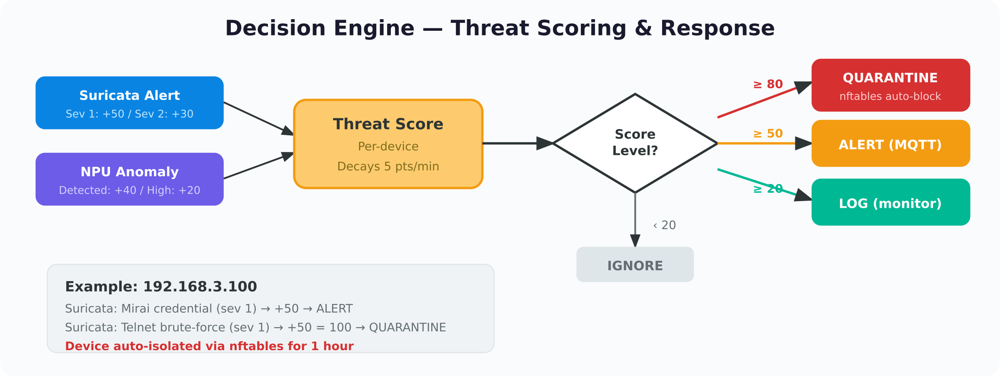 Decision Engine — Threat Scoring & Response
Suricata Alert
Sev 1: +50 / Sev 2: +30
NPU Anomaly
Detected: +40 / High: +20
Threat Score
Per-device
Decays 5 pts/min
Score
Level?
≥ 80
QUARANTINE
nftables auto-block
≥ 50
ALERT (MQTT)
≥ 20
LOG (monitor)
‹ 20
IGNORE
Example: 192.168.3.100
Suricata: Mirai credential (sev 1) → +50 → ALERT
Suricata: Telnet brute-force (sev 1) → +50 = 100 → QUARANTINE
Device auto-isolated via nftables for 1 hour